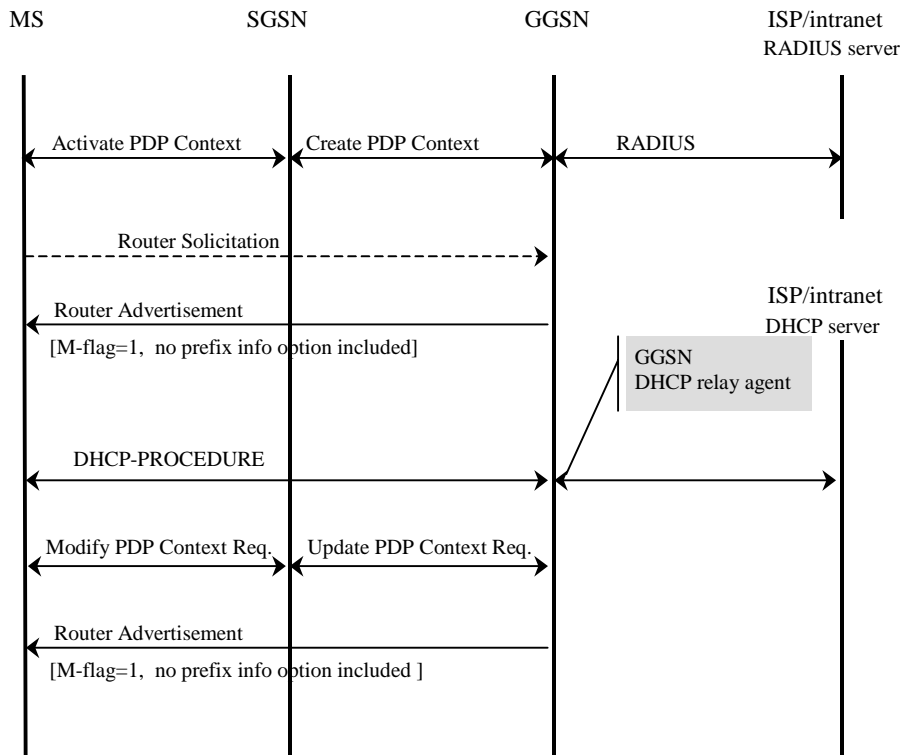 MS
SGSN
GGSN
ISP/intranet
RADIUS server
Activate PDP Context
Create PDP Context
RADIUS
Router Solicitation
Router Advertisement
[M-flag=1, no prefix info option included]
ISP/intranet
DHCP server
GGSN
DHCP relay agent
DHCP-PROCEDURE
Modify PDP Context Req.
Update PDP Context Req.
Router Advertisement
[M-flag=1, no prefix info option included ]